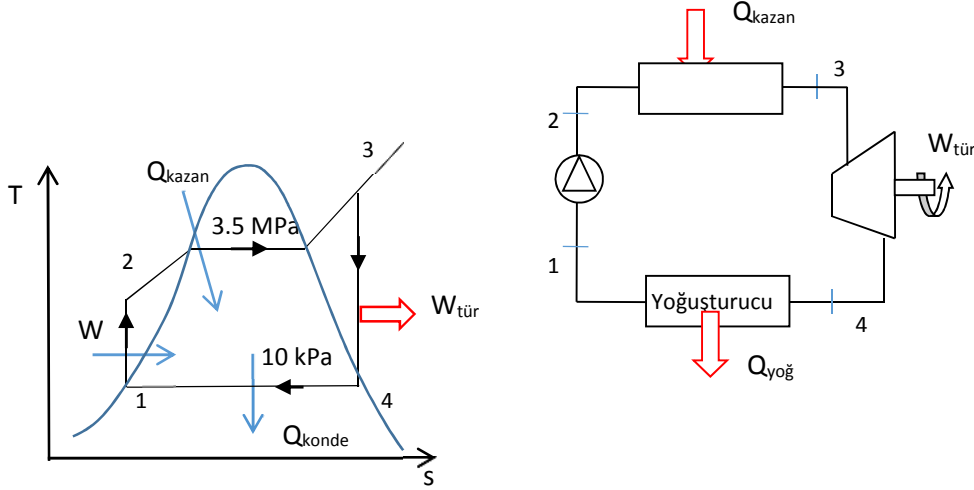 T
Qkazan
3
3.5 MPa
2
W
Wtür
10 kPa
1
4
Qkonde
s
Qkazan
3
2
Wtür
1
Yoğuşturucu
4
Qyoğ